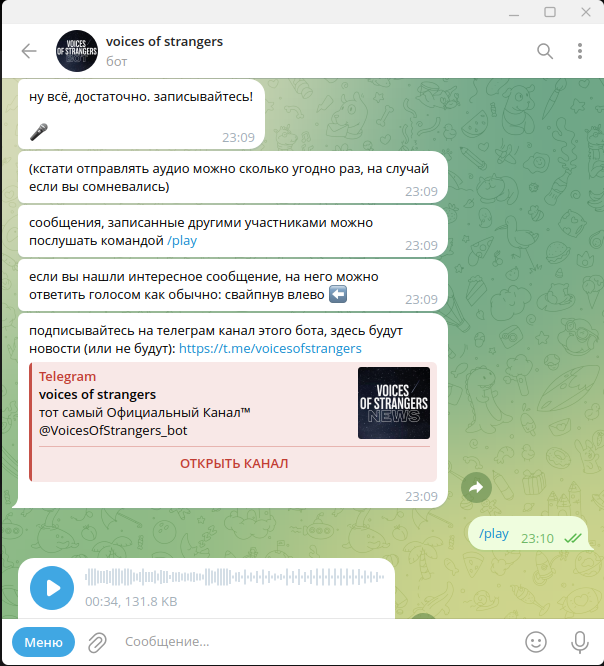 voices of strangers
бот
VOICES
OF STRANGERS
BOT
ну всё, достаточно. записывайтесь!
🎤
23:09
(кстати отправлять аудио можно сколько угодно раз, на случай
если вы сомневались)
23:09
сообщения, записанные другими участниками можно
послушать командой /play
23:09
если вы нашли интересное сообщение, на него можно
ответить голосом как обычно: свайпнув влево ⬅️
23:09
подписывайтесь на телеграм канал этого бота, здесь будут
новости (или не будут): https://t.me/voicesofstrangers
Telegram
voices of strangers
тот самый Официальный Канал™
@VoicesOfStrangers_bot
VOICES
OF STRANGERS
NEWS
ОТКРЫТЬ КАНАЛ
23:09
/play 23:10
00:34, 131.8 KB
Меню
Сообщение...